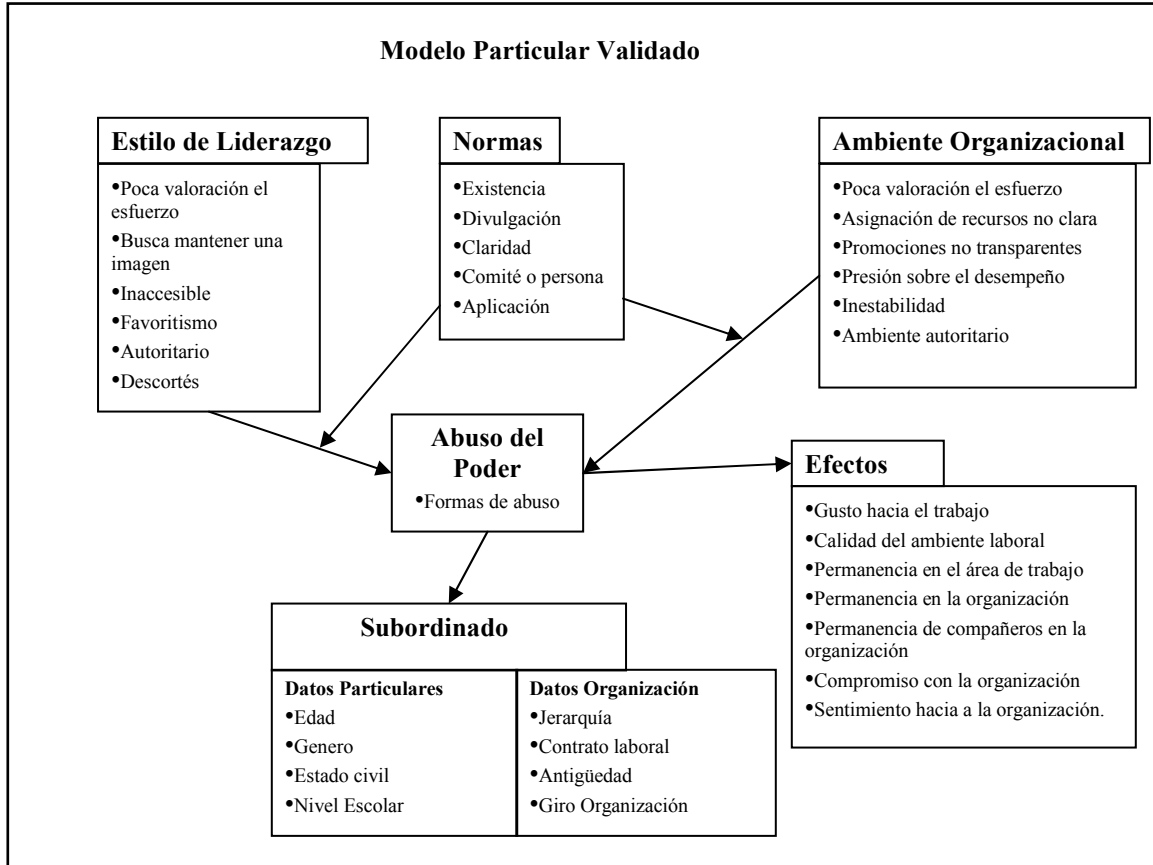 Modelo Particular Validado
Estilo de Liderazgo
•Poca valoración el
esfuerzo
•Busca mantener una
imagen
•Inaccesible
•Favoritismo
•Autoritario
•Descortés
Normas
•Existencia
•Divulgación
•Claridad
•Comité o persona
•Aplicación
Ambiente Organizacional
•Poca valoración el esfuerzo
•Asignación de recursos no clara
•Promociones no transparentes
•Presión sobre el desempeño
•Inestabilidad
•Ambiente autoritario
Abuso del
Poder
•Formas de abuso
Efectos
•Gusto hacia el trabajo
•Calidad del ambiente laboral
•Permanencia en el área de trabajo
•Permanencia en la organización
•Permanencia de compañeros en la
organización
•Compromiso con la organización
•Sentimiento hacia a la organización.
Subordinado
Datos Particulares
•Edad
•Genero
•Estado civil
•Nivel Escolar
Datos Organización
•Jerarquía
•Contrato laboral
•Antigüedad
•Giro Organización